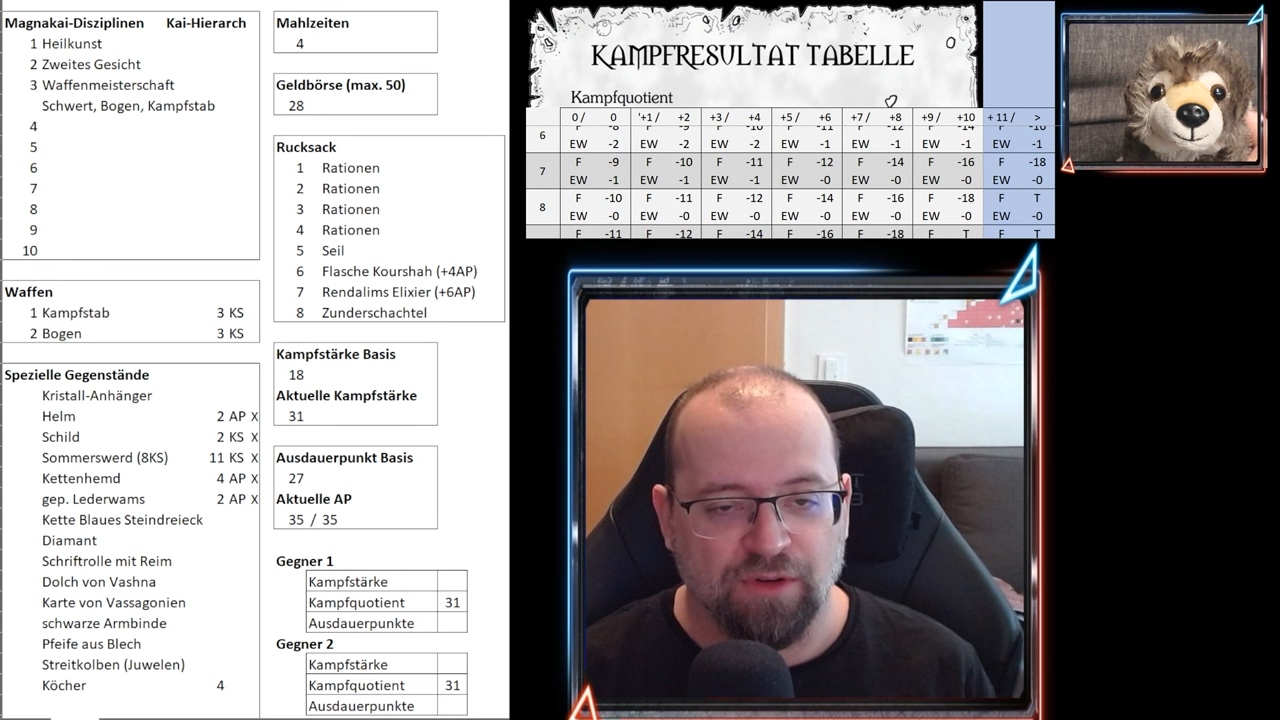 Magnakai-Disziplinen Kai-Hierarch
1 Heilkunst
2 Zweites Gesicht
3 Waffenmeisterschaft
Schwert, Bogen, Kampfstab
4
5
6
7
8
9
10
Waffen
1 Kampfstab 3 KS
2 Bogen 3 KS
Spezielle Gegenstände
Kristall-Anhänger
Helm 2 AP X
Schild 2 KS X
Sommerswerd (8KS) 11 KS X
Kettenhemd 4 AP X
gep. Lederwams 2 AP X
Kette Blaues Steindreieck
Diamant
Schriftrolle mit Reim
Dolch von Vashna
Karte von Vassagonien
schwarze Armbinde
Pfeife aus Blech
Streitkolben (Juwelen)
Köcher 4
Mahlzeiten
4
Geldbörse (max. 50)
28
Rucksack
1 Rationen
2 Rationen
3 Rationen
4 Rationen
5 Seil
6 Flasche Kourshah (+4AP)
7 Rendalims Elixier (+6AP)
8 Zunderschachtel
Kampfstärke Basis
18
Aktuelle Kampfstärke
31
Ausdauerpunkt Basis
27
Aktuelle AP
35 / 35
Gegner 1
Kampfstärke
Kampfquotient 31
Ausdauerpunkte
Gegner 2
Kampfstärke
Kampfquotient 31
Ausdauerpunkte
KAMPFRESULTAT TABELLE
Kampfquotient
0 / 0 '+1 / +2 +3 / +4 +5 / +6 +7 / +8 +9 / +10 + 11 / >
6 F -8 F -9 F -10 F -11 F -12 F -14 F -16
EW -2 EW -2 EW -2 EW -1 EW -1 EW -1 EW -1
7 F -9 F -10 F -11 F -12 F -14 F -16 F -18
EW -1 EW -1 EW -1 EW -0 EW -0 EW -0 EW -0
8 F -10 F -11 F -12 F -14 F -16 F -18 F T
EW -0 EW -0 EW -0 EW -0 EW -0 EW -0 EW -0
F -11 F -12 F -14 F -16 F -18 F T F T